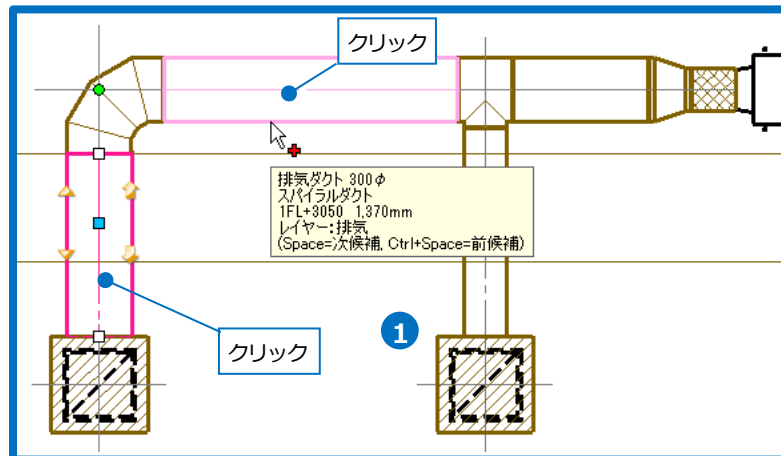 クリック
排気ダクト 300φ
スパイラルダクト
1FL+3050 1,370mm
レイヤー:排気
(Space=次候補, Ctrl+Space=前候補)
1
クリック